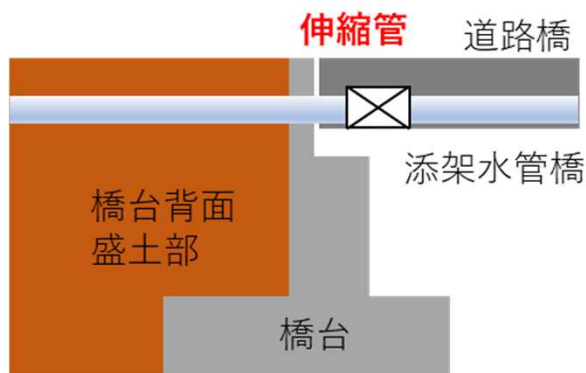 伸縮管
道路橋
添架水管橋
橋台背面
盛土部
橋台